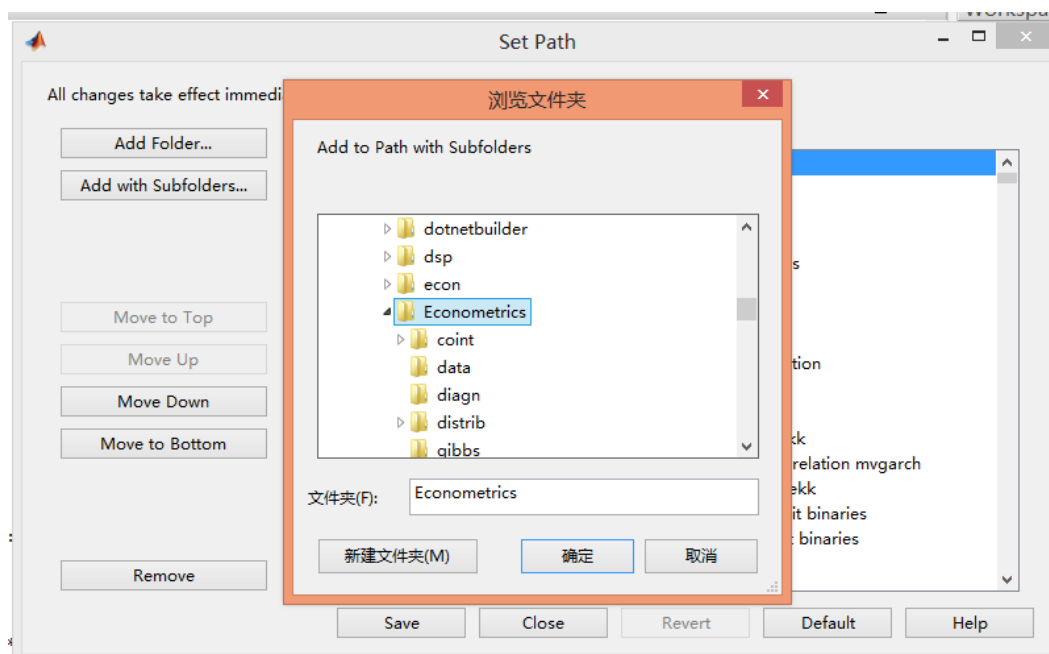 Set Path
All changes take effect immedi
Add Folder...
Add with Subfolders...
Move to Top
Move Up
Move Down
Move to Bottom
Remove
浏览文件夹
Add to Path with Subfolders
dotnetbuilder
dsp
econ
Econometrics
coint
data
diagn
distrib
gibbs
文件夹(F):
Econometrics
新建文件夹(M)
确定
取消
s
tion
kk
relation mvgarch
ekk
it binaries
t binaries
Save
Close
Revert
Default
Help